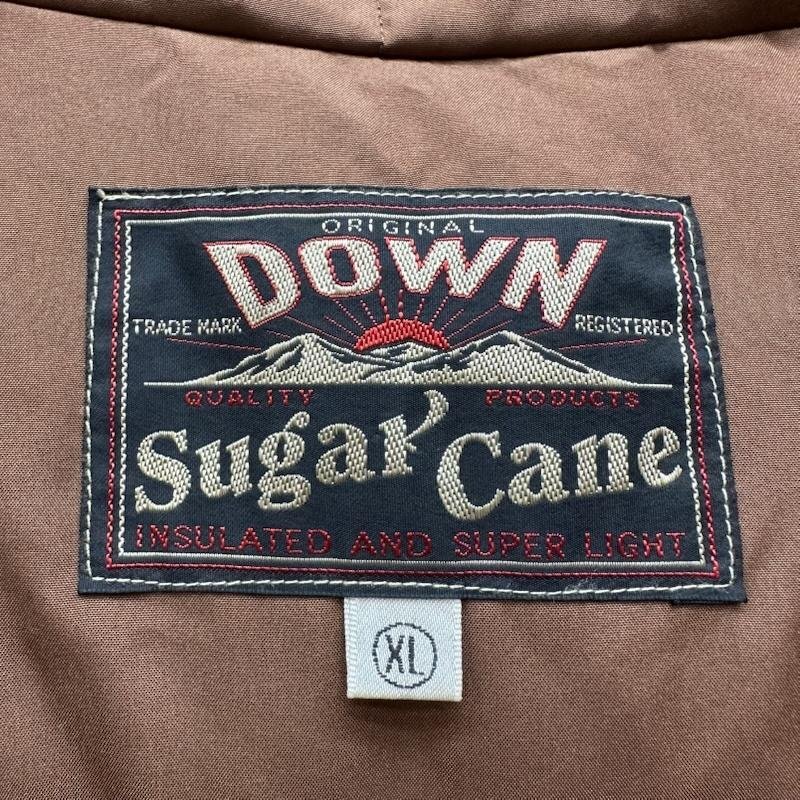 ORIGINAL
DOWN
TRADE MARK REGISTERED
QUALITY PRODUCTS
Sugar Cane
INSULATED AND SUPER LIGHT
XL